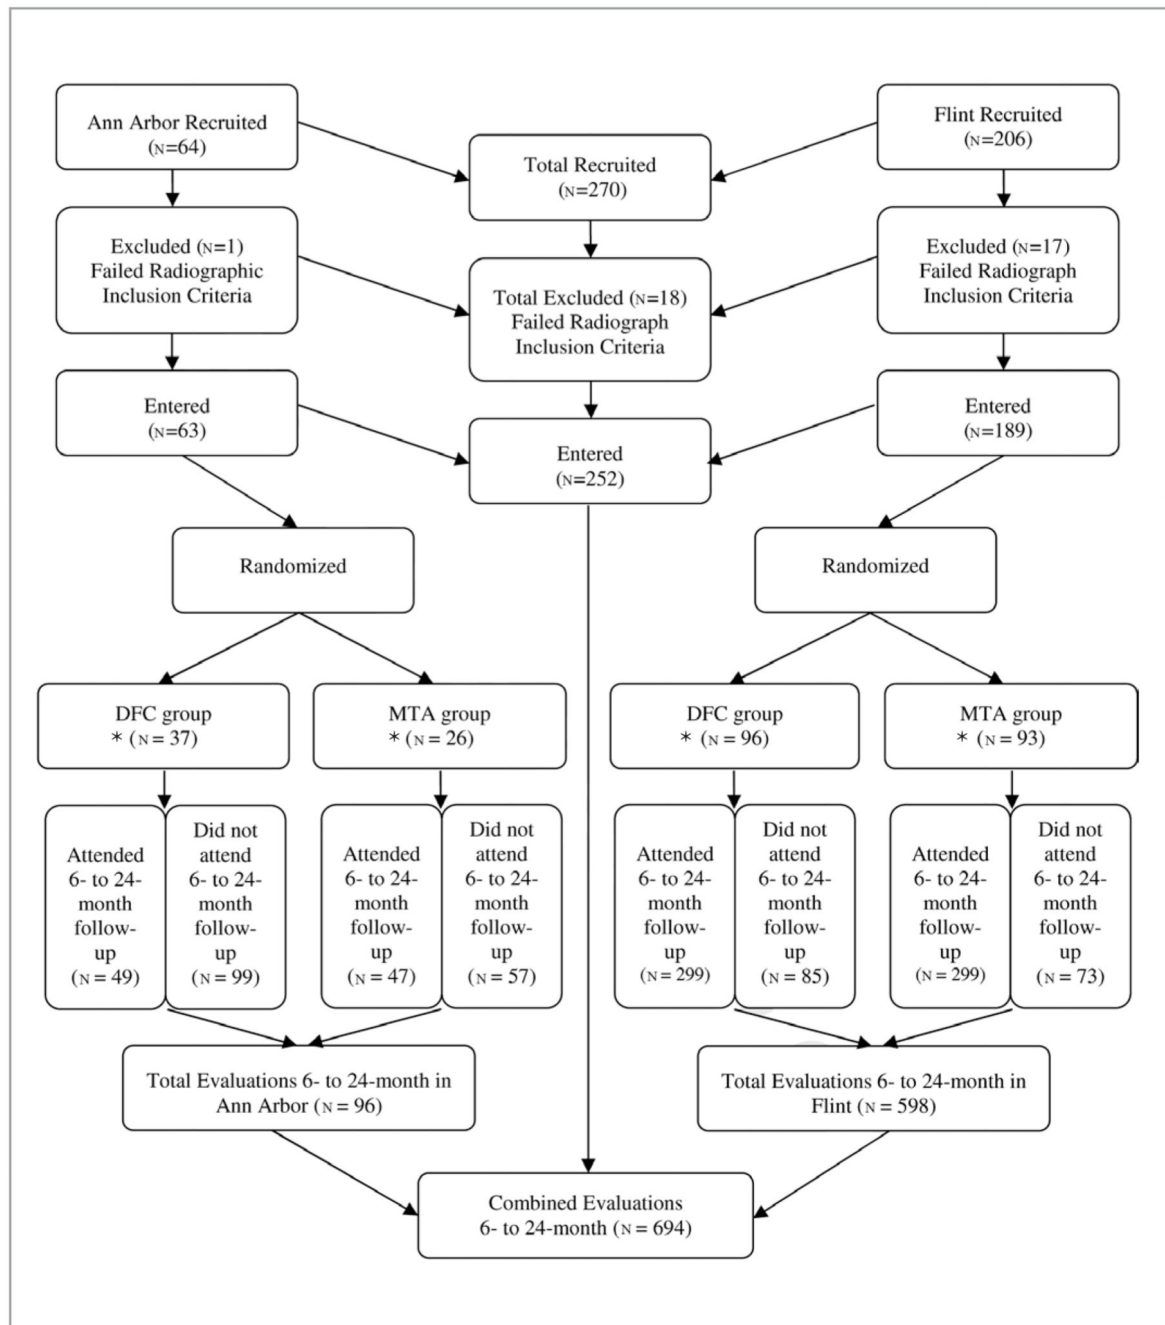 Ann Arbor Recruited
(N=64)
Flint Recruited
(N=206)
Total Recruited
(N=270)
Excluded (N=1)
Failed Radiographic
Inclusion Criteria
Excluded (N=17)
Failed Radiograph
Inclusion Criteria
Total Excluded (N=18)
Failed Radiograph
Inclusion Criteria
Entered
(N=63)
Entered
(N=189)
Entered
(N=252)
Randomized
Randomized
DFC group
* (N = 37)
MTA group
* (N = 26)
DFC group
* (N = 96)
MTA group
* (N = 93)
Attended
6- to 24-
month
follow-
up
(N = 49)
Did not
attend
6- to 24-
month
follow-
up
(N = 99)
Attended
6- to 24-
month
follow-
up
(N = 47)
Did not
attend
6- to 24-
month
follow-
up
(N = 57)
Attended
6- to 24-
month
follow-
up
(N = 299)
Did not
attend
6- to 24-
month
follow-
up
(N = 85)
Attended
6- to 24-
month
follow-
up
(N = 299)
Did not
attend
6- to 24-
month
follow-
up
(N = 73)
Total Evaluations 6- to 24-month in
Ann Arbor (N = 96)
Total Evaluations 6- to 24-month in
Flint (N = 598)
Combined Evaluations
6- to 24-month (N = 694)